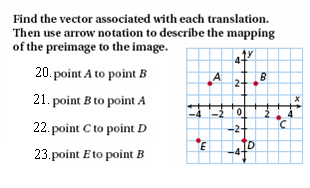 Find the vector associated with each translation.
Then use arrow notation to describe the mapping
of the preimage to the image.
20. point A to point B
21. point B to point A
22. point C to point D
23. point E to point B
y
4
A
2
B
x
-4 -2 0 2 4
C
-2
E
D
-4